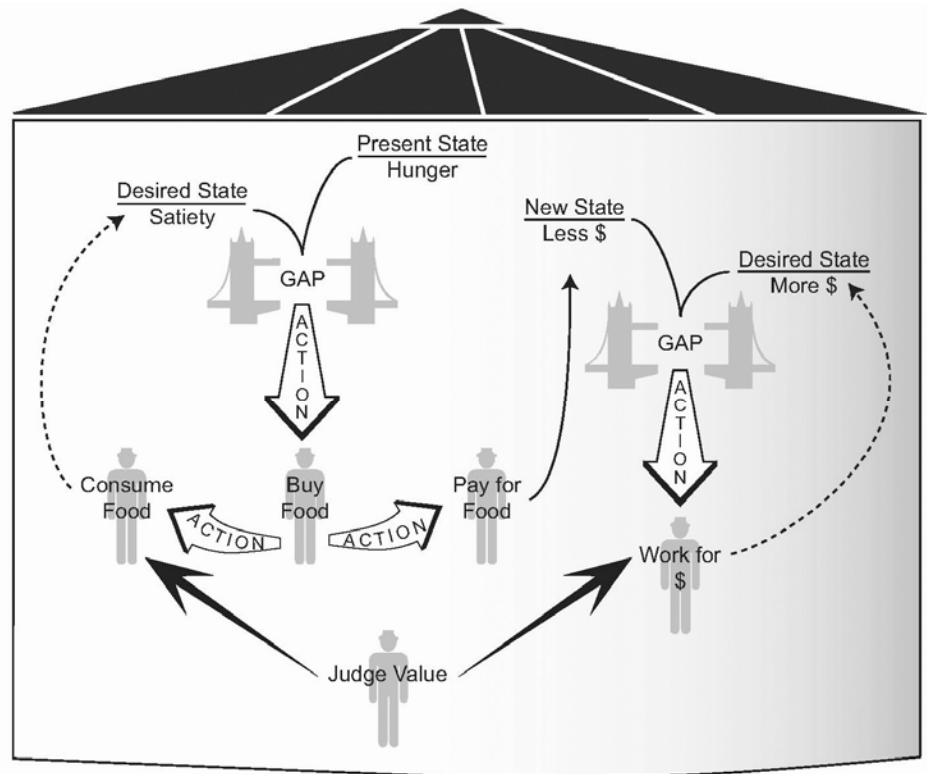 Present State
Hunger
Desired State
Satiety
GAP
ACTION
New State
Less $
Desired State
More $
GAP
ACTION
Consume
Food
Buy
Food
Pay for
Food
ACTION
ACTION
Work for
$
Judge Value